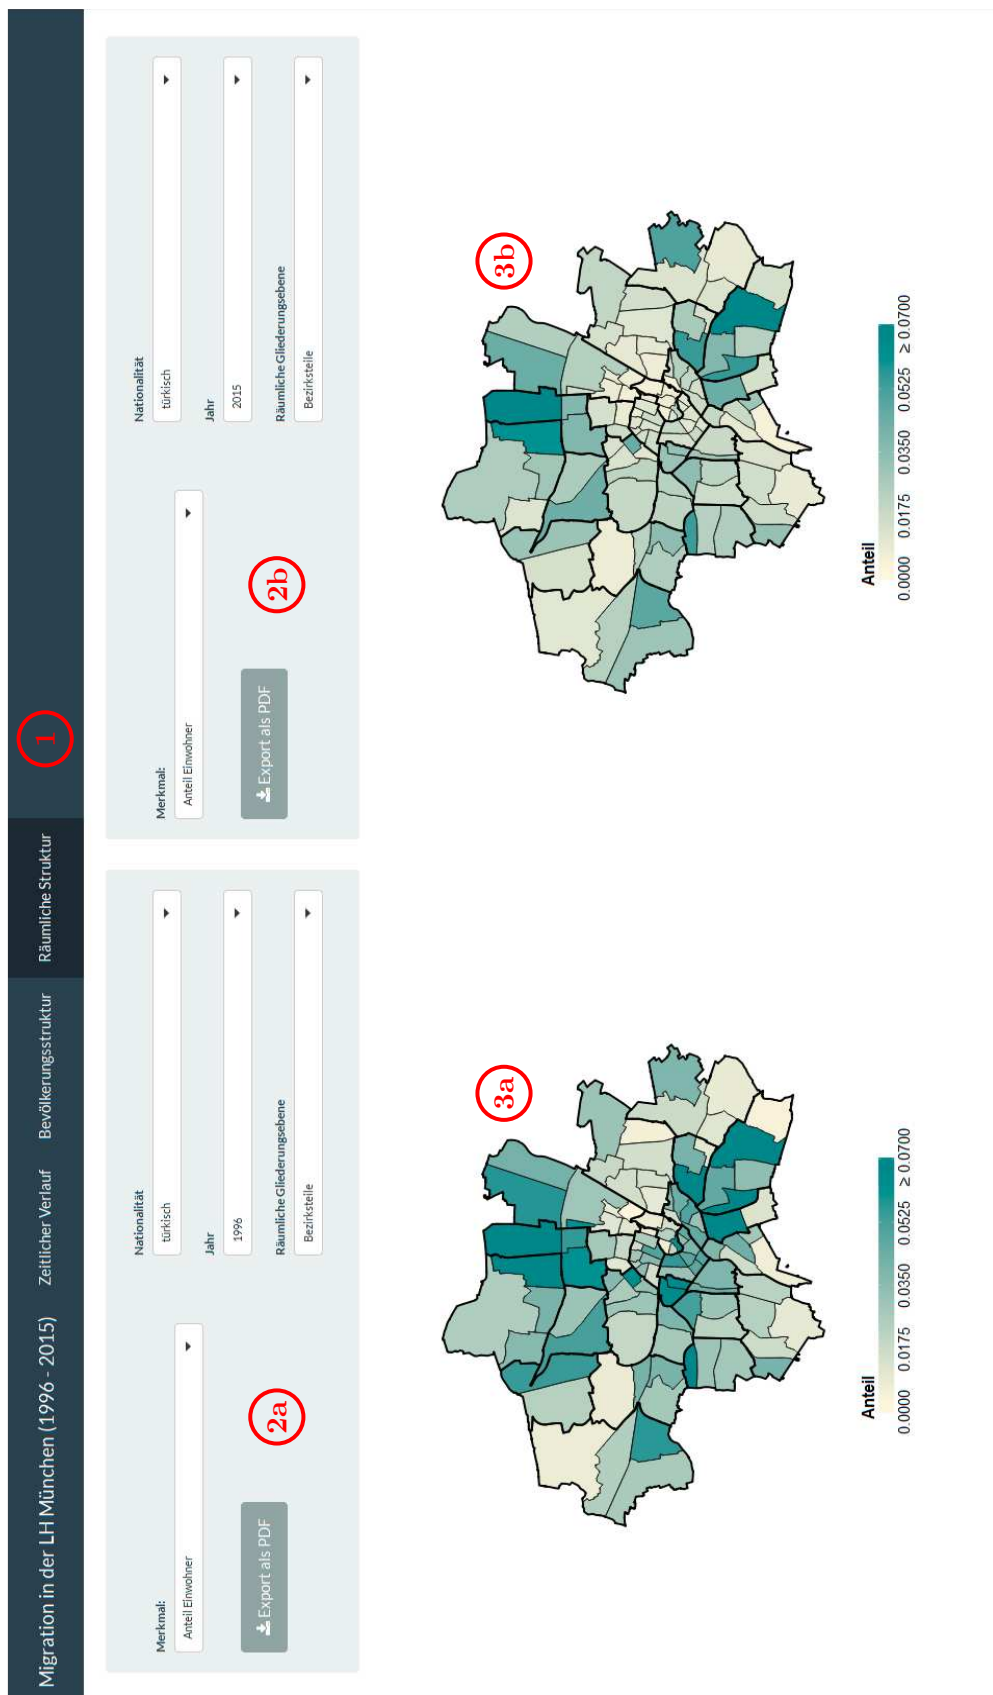 Migration in der LH München (1996 - 2015) Zeitlicher Verlauf Bevölkerungsstruktur Räumliche Struktur
1
Merkmal:
Anteil Einwohner
Export als PDF
2a
Nationalität
türkisch
Jahr
1996
Räumliche Gliederungsebene
Bezirksteile
Merkmal:
Anteil Einwohner
Export als PDF
2b
Nationalität
türkisch
Jahr
2015
Räumliche Gliederungsebene
Bezirksteile
3a
Anteil
0.0000 0.0175 0.0350 0.0525 ≥ 0.0700
3b
Anteil
0.0000 0.0175 0.0350 0.0525 ≥ 0.0700